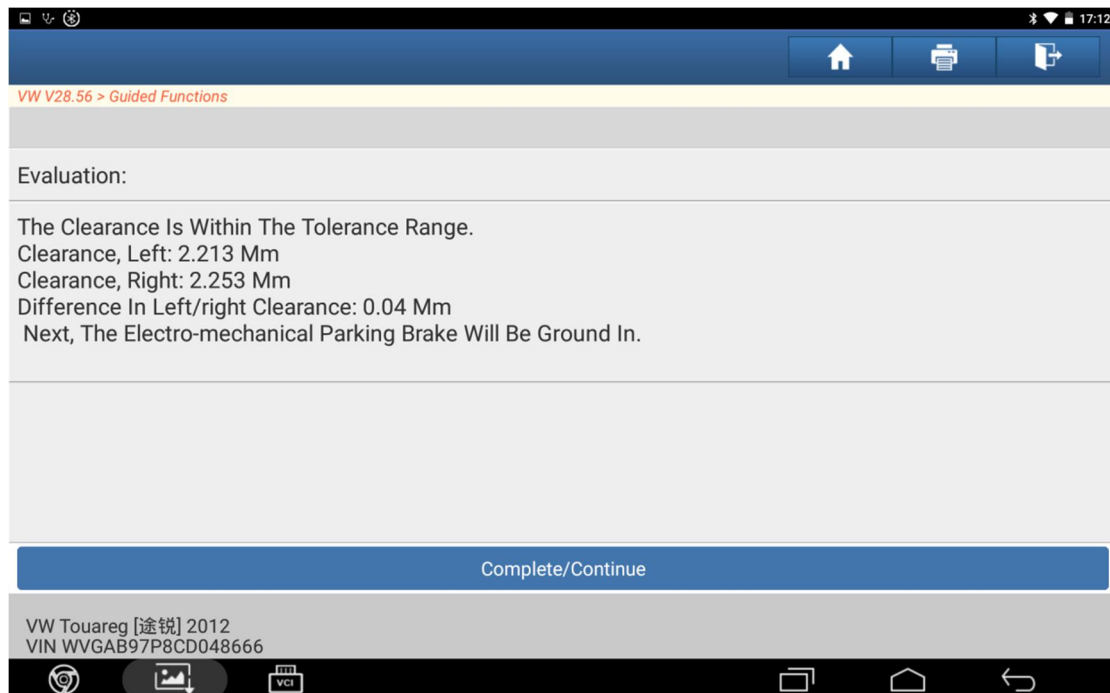 17:12
VW V28.56 > Guided Functions
Evaluation:
The Clearance Is Within The Tolerance Range.
Clearance, Left: 2.213 Mm
Clearance, Right: 2.253 Mm
Difference In Left/right Clearance: 0.04 Mm
Next, The Electro-mechanical Parking Brake Will Be Ground In.
Complete/Continue
VW Touareg [途锐] 2012
VIN WVGAB97P8CD048666
VCI